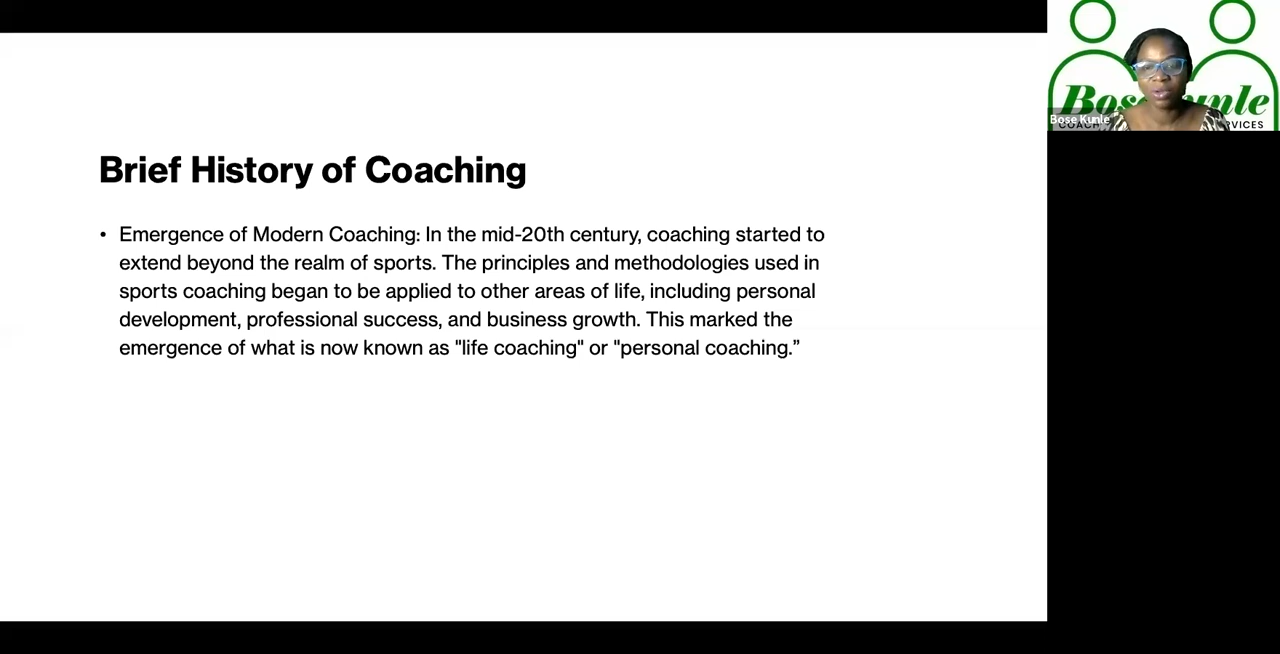 Brief History of Coaching
• Emergence of Modern Coaching: In the mid-20th century, coaching started to
extend beyond the realm of sports. The principles and methodologies used in
sports coaching began to be applied to other areas of life, including personal
development, professional success, and business growth. This marked the
emergence of what is now known as "life coaching" or "personal coaching.”
Bose Kunle